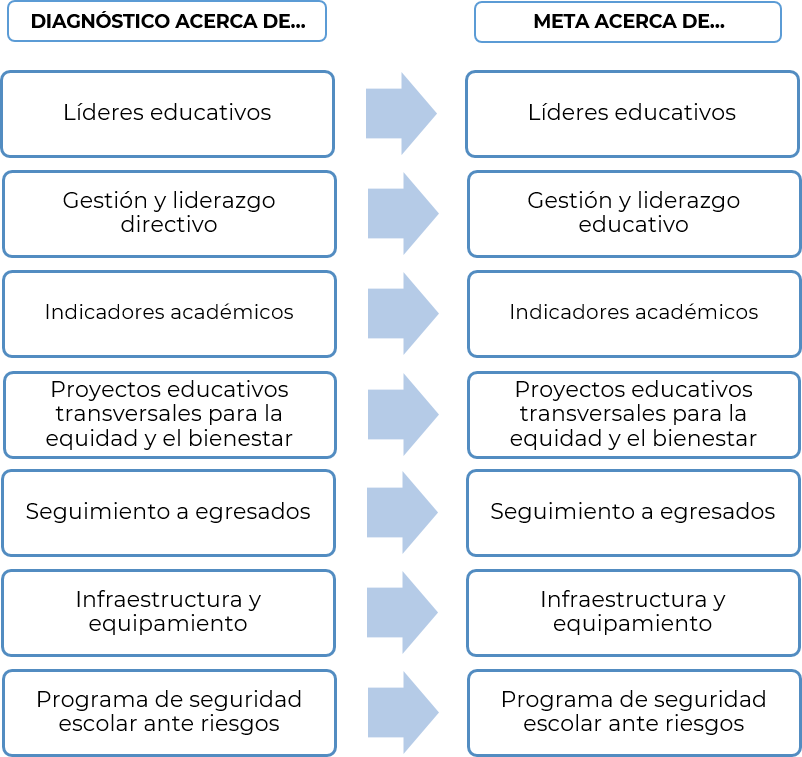 DIAGNÓSTICO ACERCA DE...
META ACERCA DE...
Líderes educativos
Líderes educativos
Gestión y liderazgo
directivo
Gestión y liderazgo
educativo
Indicadores académicos
Indicadores académicos
Proyectos educativos
transversales para la
equidad y el bienestar
Proyectos educativos
transversales para la
equidad y el bienestar
Seguimiento a egresados
Seguimiento a egresados
Infraestructura y
equipamiento
Infraestructura y
equipamiento
Programa de seguridad
escolar ante riesgos
Programa de seguridad
escolar ante riesgos